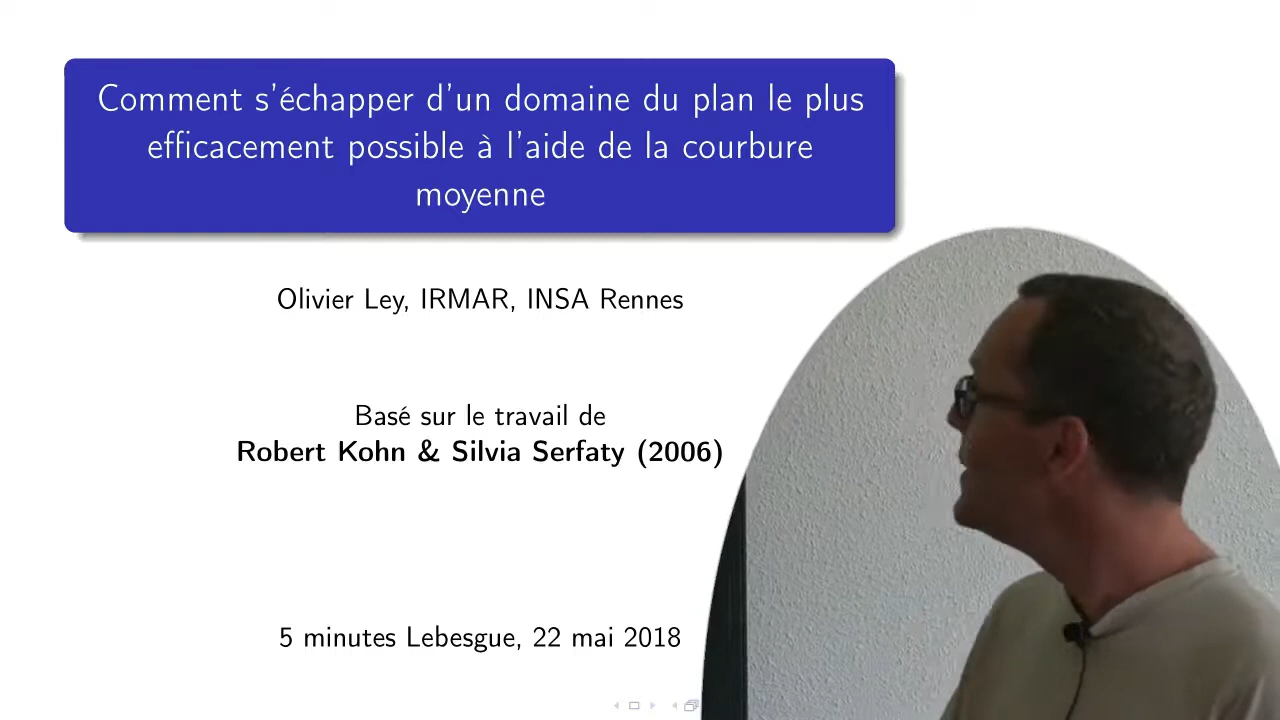 Comment s'échapper d'un domaine du plan le plus
efficacement possible à l'aide de la courbure
moyenne
Olivier Ley, IRMAR, INSA Rennes
Basé sur le travail de
Robert Kohn & Silvia Serfaty (2006)
5 minutes Lebesgue, 22 mai 2018